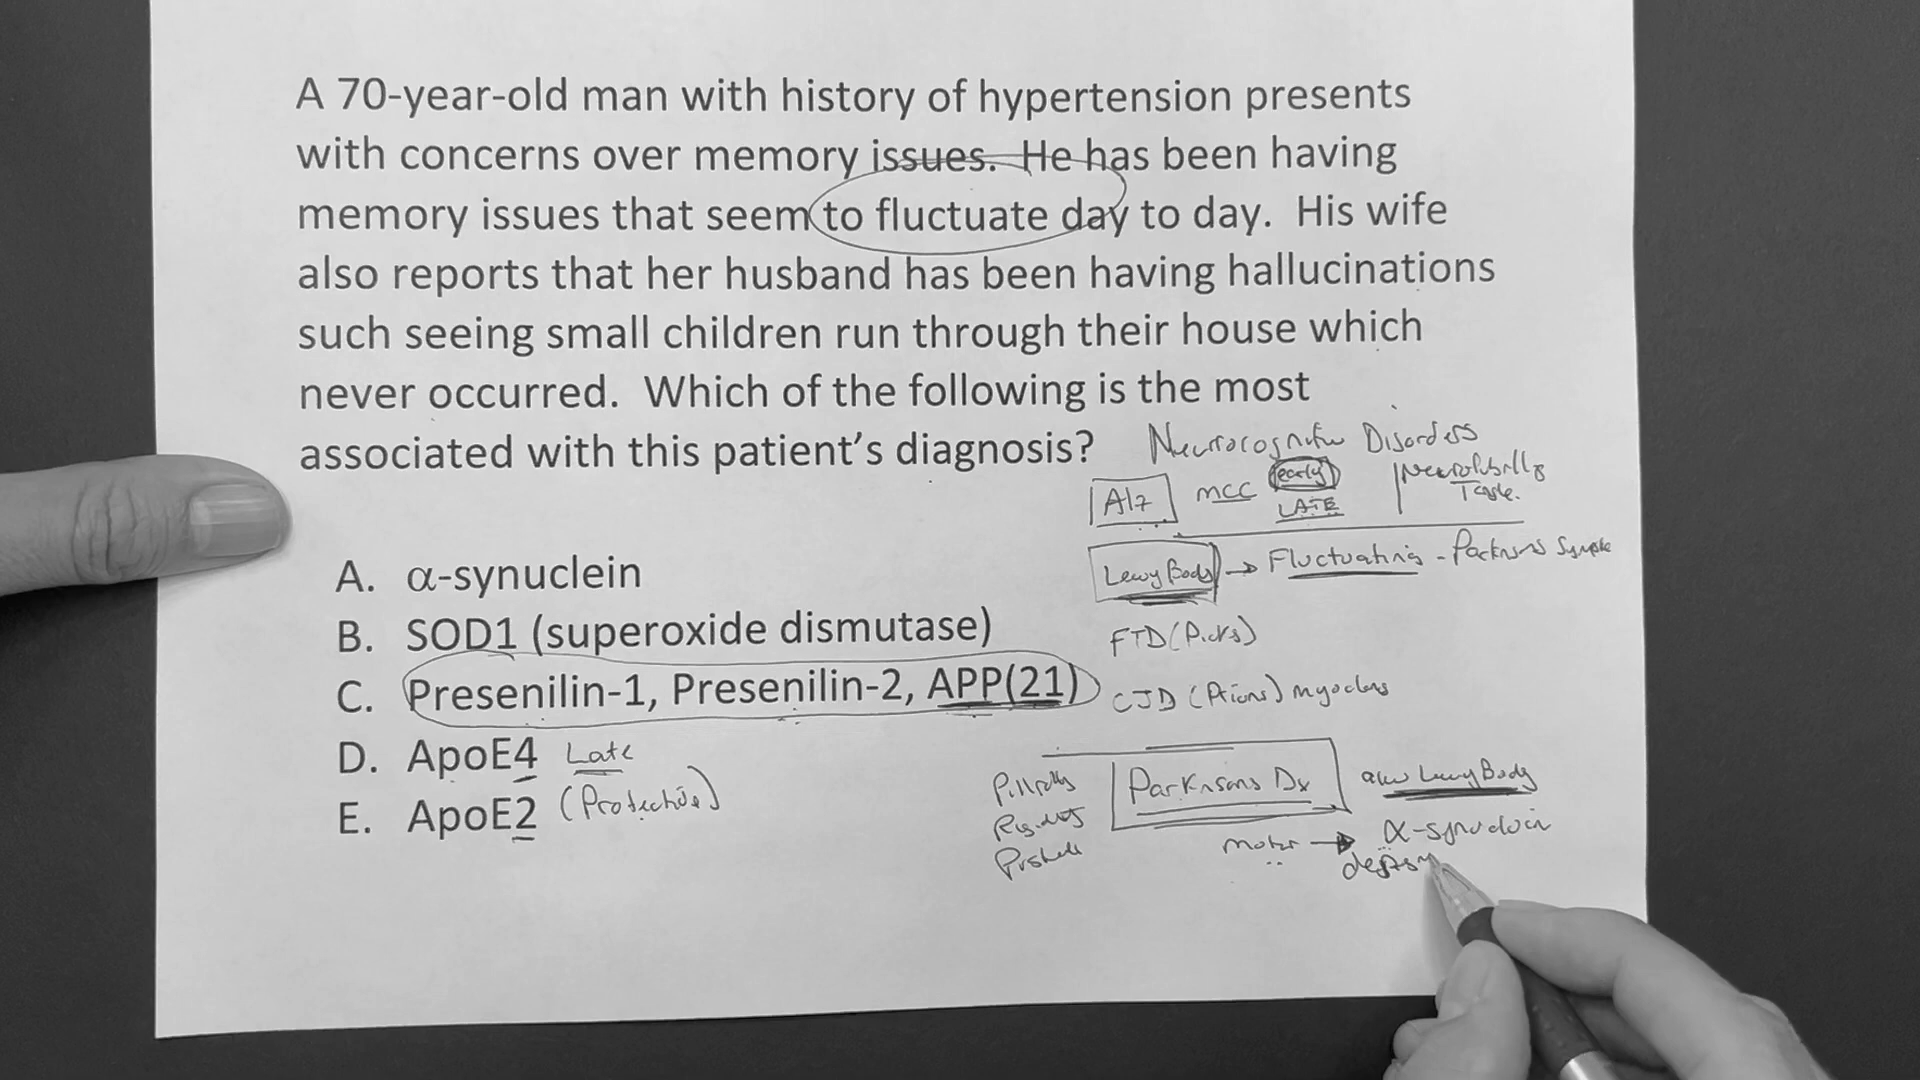 A 70-year-old man with history of hypertension presents
with concerns over memory issues. He has been having
memory issues that seem to fluctuate day to day. His wife
also reports that her husband has been having hallucinations
such seeing small children run through their house which
never occurred. Which of the following is the most
associated with this patient's diagnosis?
Disorders
Alz MCC early
LATE
A. α-synuclein
Lewy Body → Fluctuating -
B. SOD1 (superoxide dismutase)
FTD (Picks)
C. Presenilin-1, Presenilin-2, APP(21)
CJD (Prions)
D. ApoE4 Late
E. ApoE2 (Protective)
Parkinsons Dx Lewy Body
motor → α-synuclein